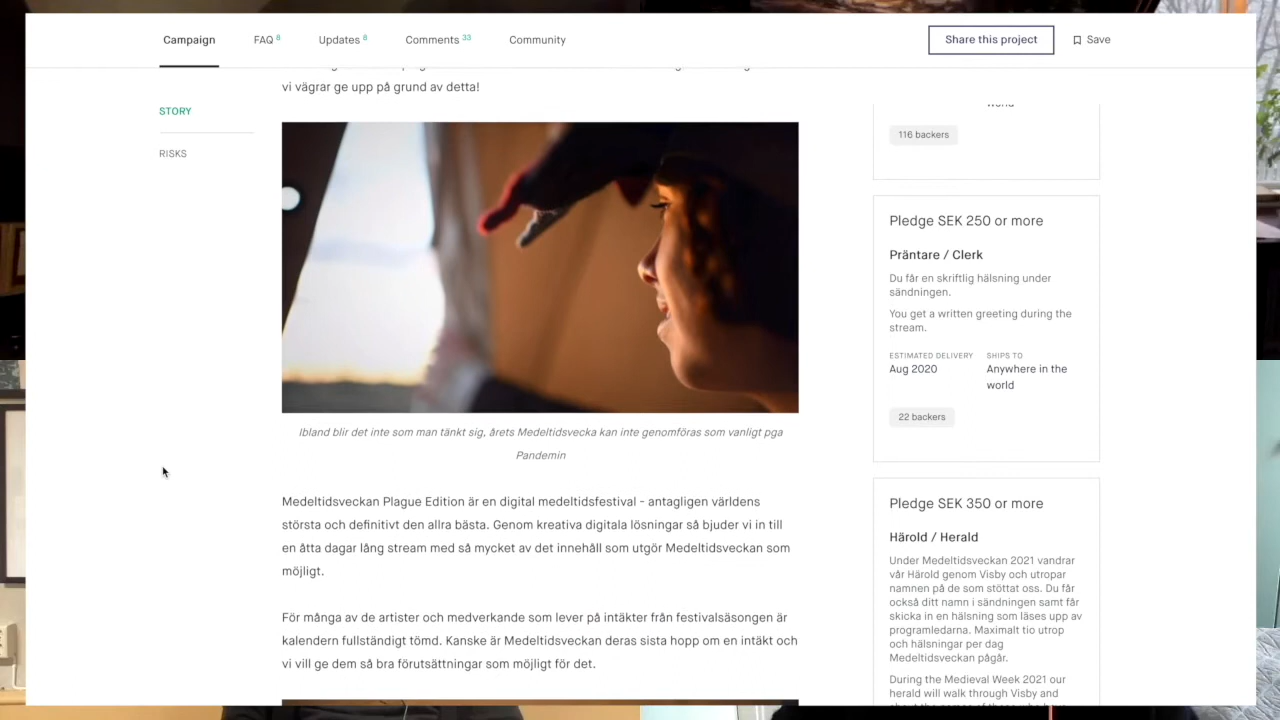 Campaign
FAQ 8
Updates 8
Comments 33
Community
Share this project
Save
STORY
RISKS
vi vägrar ge upp på grund av detta!
Ibland blir det inte som man tänkt sig, årets Medeltidsvecka kan inte genomföras som vanligt pga
Pandemin
Medeltidsveckan Plague Edition är en digital medeltidsfestival - antagligen världens
största och definitivt den allra bästa. Genom kreativa digitala lösningar så bjuder vi in till
en åtta dagar lång stream med så mycket av det innehåll som utgör Medeltidsveckan som
möjligt.
För många av de artister och medverkande som lever på intäkter från festivalsäsongen är
kalendern fullständigt tömd. Kanske är Medeltidsveckan deras sista hopp om en intäkt och
vi vill ge dem så bra förutsättningar som möjligt för det.
116 backers
Pledge SEK 250 or more
Präntare / Clerk
Du får en skriftlig hälsning under
sändningen.
You get a written greeting during the
stream.
ESTIMATED DELIVERY
Aug 2020
SHIPS TO
Anywhere in the
world
22 backers
Pledge SEK 350 or more
Härold / Herald
Under Medeltidsveckan 2021 vandrar
vår Härold genom Visby och utropar
namnen på de som stöttat oss. Du får
också ditt namn i sändningen samt får
skicka in en hälsning som läses upp av
programledarna. Maximalt tio utrop
och hälsningar per dag
Medeltidsveckan pågår.
During the Medieval Week 2021 our
herald will walk through Visby and